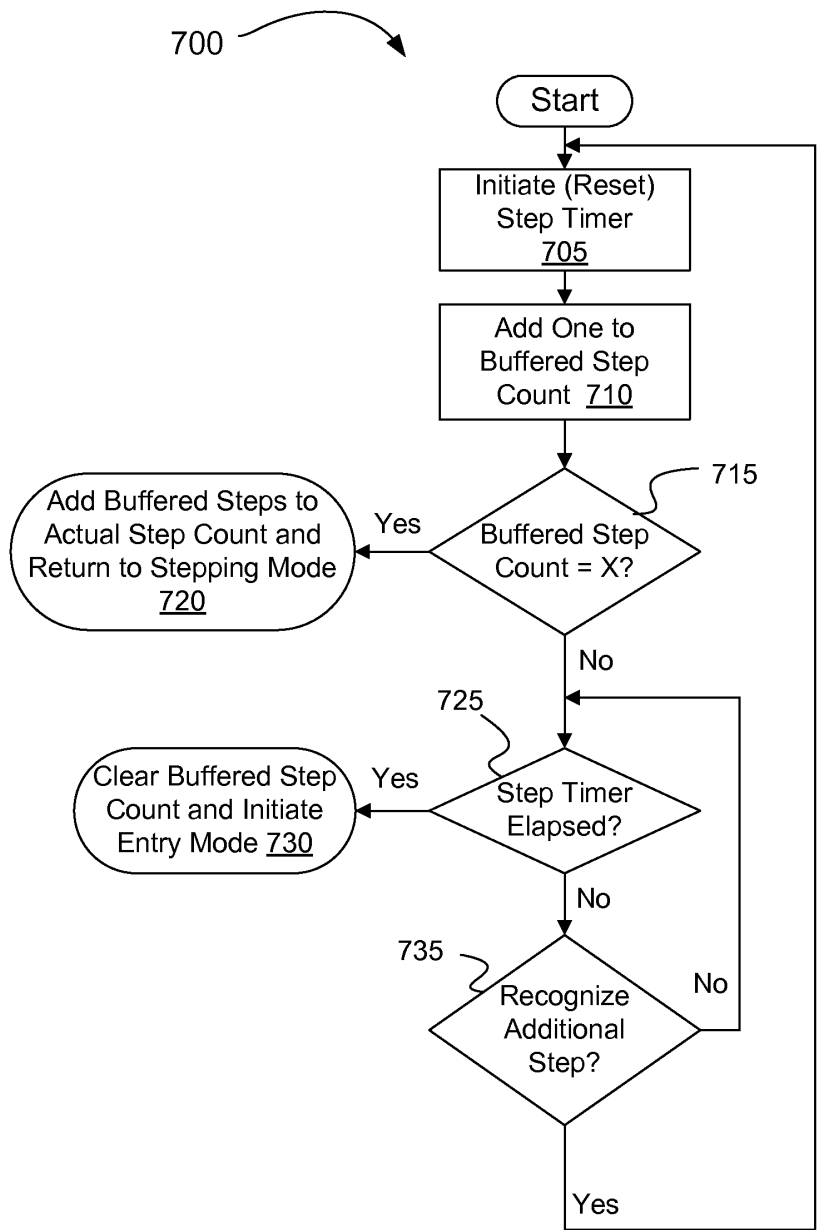 700
Start
Initiate (Reset)
Step Timer
705
Add One to
Buffered Step
Count 710
715
Buffered Step
Count = X?
Yes
Add Buffered Steps to
Actual Step Count and
Return to Stepping Mode
720
No
725
Step Timer
Elapsed?
Yes
Clear Buffered Step
Count and Initiate
Entry Mode 730
No
735
Recognize
Additional
Step?
No
Yes